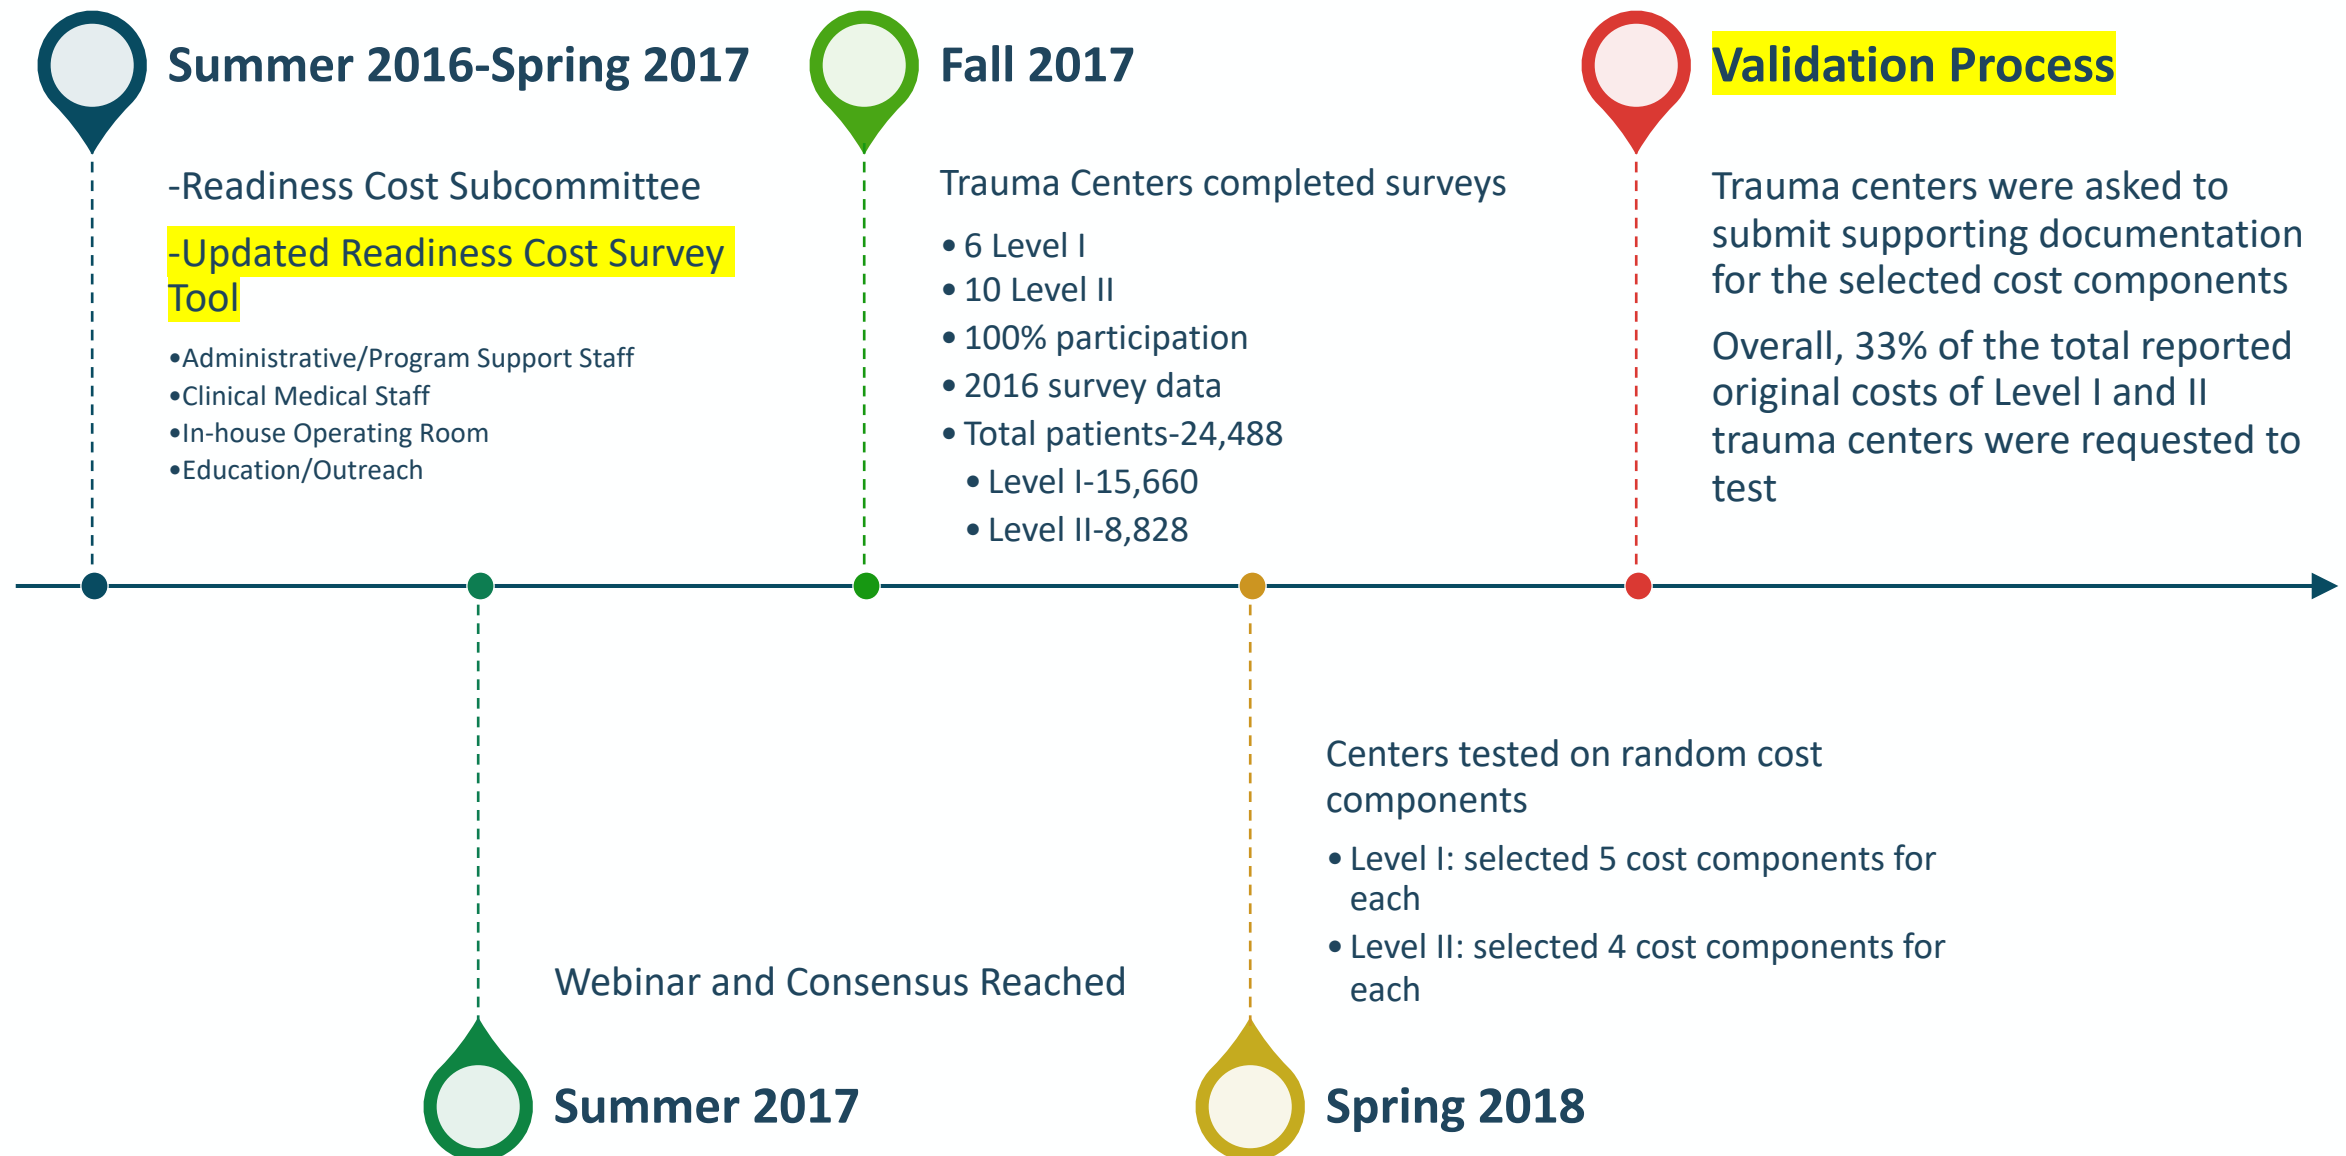 Summer 2016-Spring 2017
-Readiness Cost Subcommittee
-Updated Readiness Cost Survey
Tool
•Administrative/Program Support Staff
•Clinical Medical Staff
•In-house Operating Room
•Education/Outreach
Webinar and Consensus Reached
Summer 2017
Fall 2017
Trauma Centers completed surveys
• 6 Level I
• 10 Level II
• 100% participation
• 2016 survey data
• Total patients-24,488
• Level I-15,660
• Level II-8,828
Centers tested on random cost
components
• Level I: selected 5 cost components for
each
• Level II: selected 4 cost components for
each
Spring 2018
Validation Process
Trauma centers were asked to
submit supporting documentation
for the selected cost components
Overall, 33% of the total reported
original costs of Level I and II
trauma centers were requested to
test